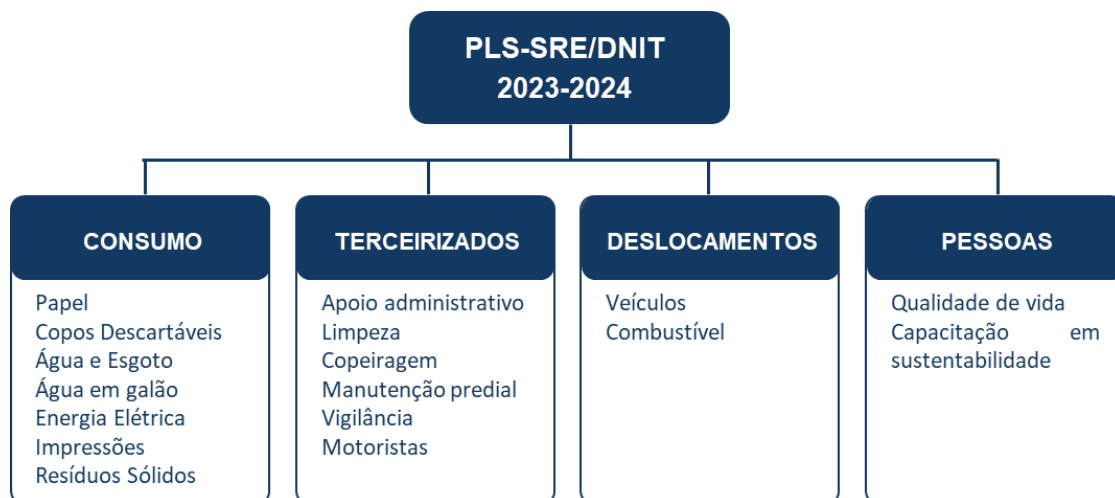 PLS-SRE/DNIT
2023-2024
CONSUMO
Papel
Copos Descartáveis
Água e Esgoto
Água em galão
Energia Elétrica
Impressões
Resíduos Sólidos
TERCEIRIZADOS
Apoio administrativo
Limpeza
Copeiragem
Manutenção predial
Vigilância
Motoristas
DESLOCAMENTOS
Veículos
Combustível
PESSOAS
Qualidade de vida
Capacitação em
sustentabilidade